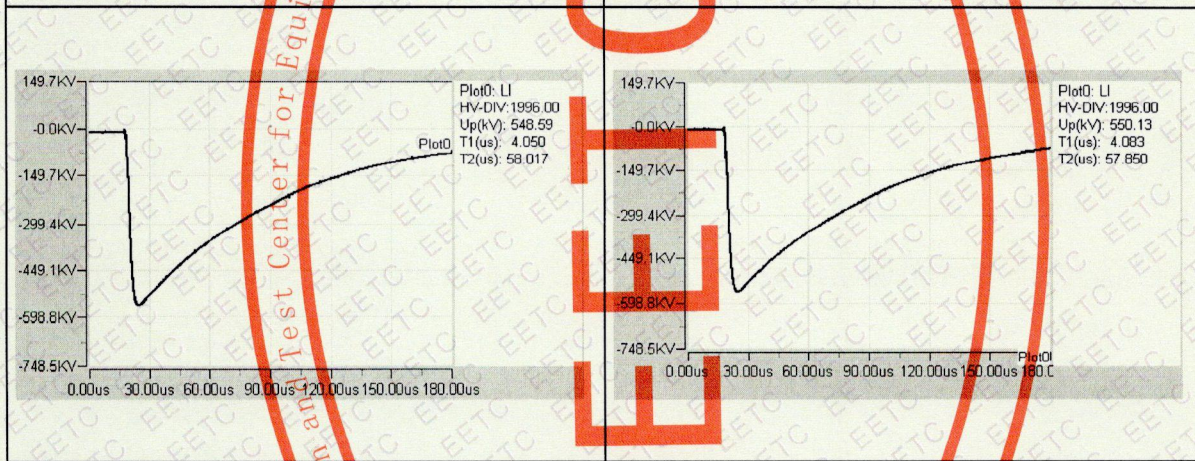 149.7KV
-0.0KV
-149.7KV
-299.4KV
-449.1KV
-598.8KV
-748.5KV
0.00us 30.00us 60.00us 90.00us 120.00us 150.00us 180.00us
Plot0
Plot0: LI
HV-DIV:1996.00
Up(kV): 548.59
T1(us): 4.050
T2(us): 58.017
149.7KV
-0.0KV
-149.7KV
-299.4KV
-449.1KV
-598.8KV
-748.5KV
0.00us 30.00us 60.00us 90.00us 120.00us 150.00us 180.0
Plot0
Plot0: LI
HV-DIV:1996.00
Up(kV): 550.13
T1(us): 4.083
T2(us): 57.850
and Test Center for Equi
EET
EETC